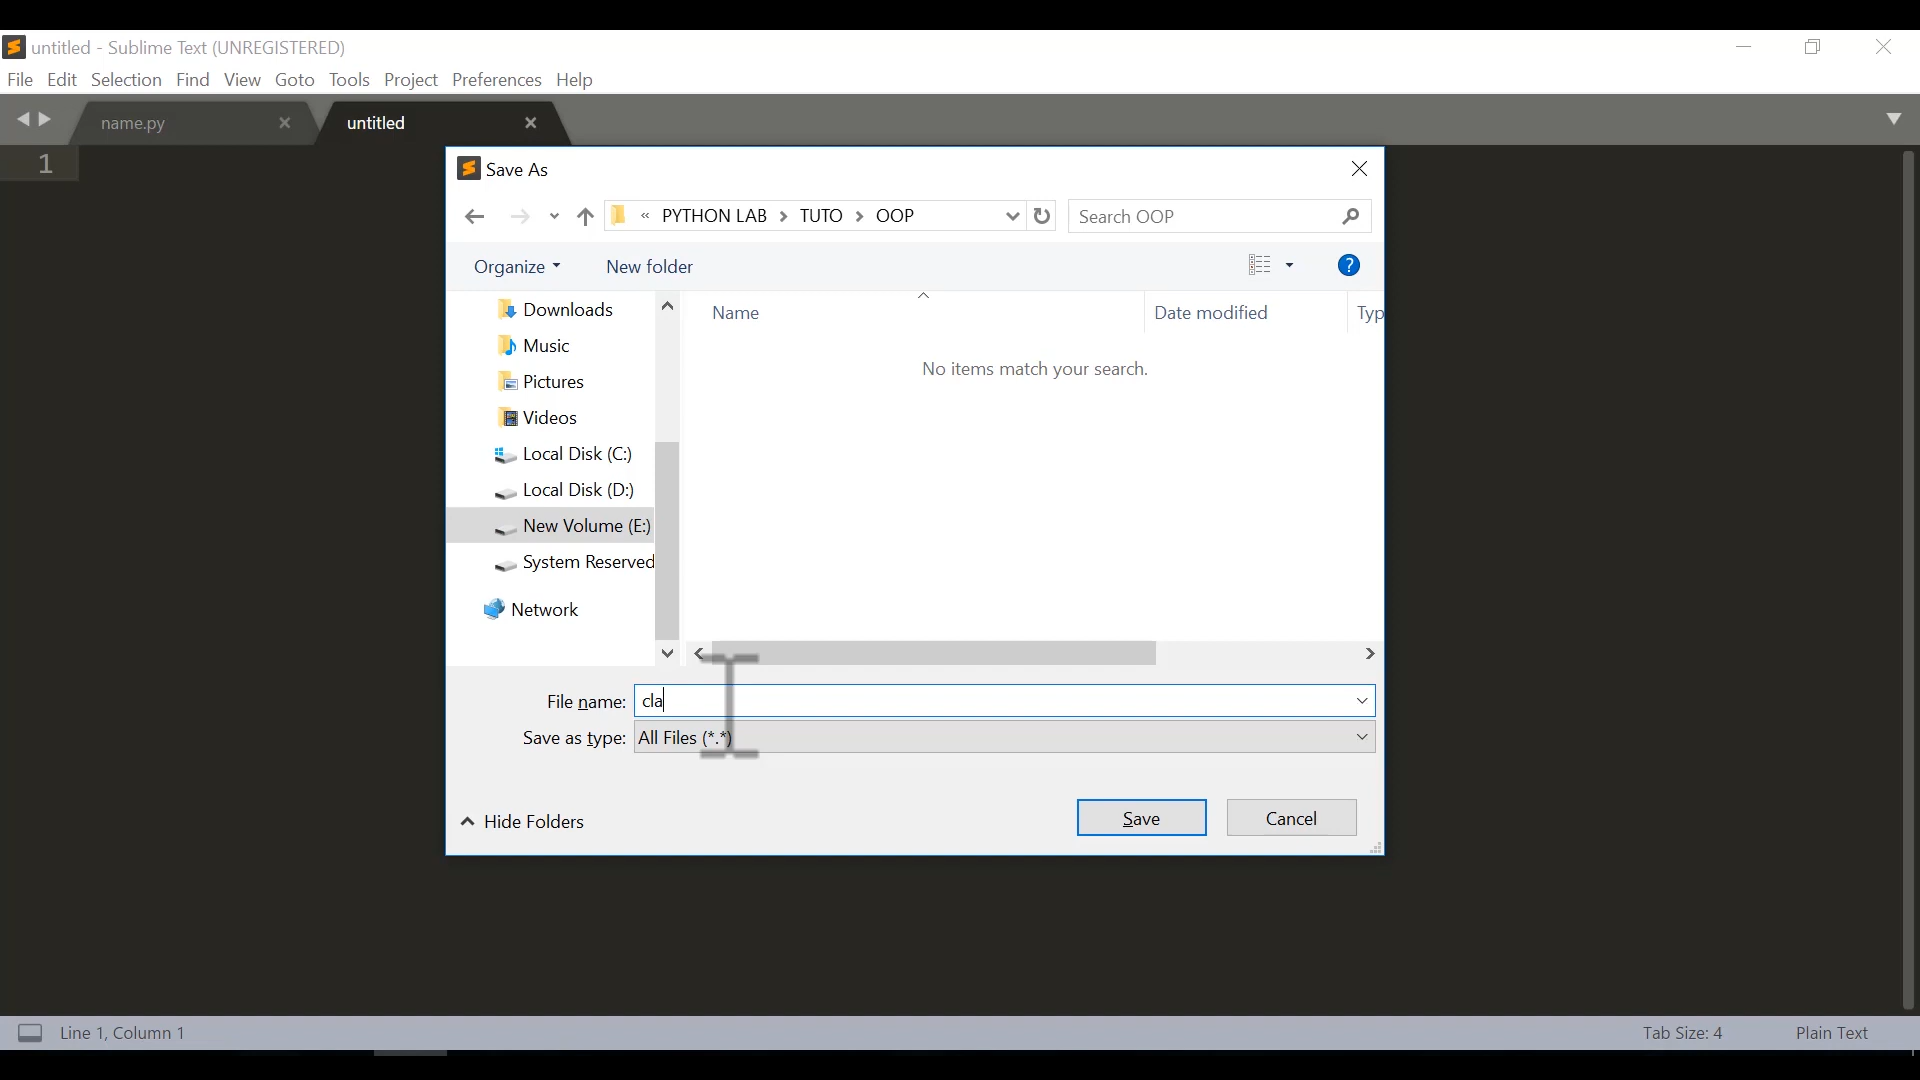 untitled - Sublime Text (UNREGISTERED)
File Edit Selection Find View Goto Tools Project Preferences Help
name.py untitled
1
Save As
« PYTHON LAB > TUTO > OOP Search OOP
Organize New folder
Name Date modified Typ
Downloads
No items match your search.
Music
Pictures
Videos
Local Disk (C:)
Local Disk (D:)
New Volume (E:)
System Reserved
Network
File name: cla
Save as type: All Files (*.*)
Hide Folders Save Cancel
Line 1, Column 1 Tab Size: 4 Plain Text